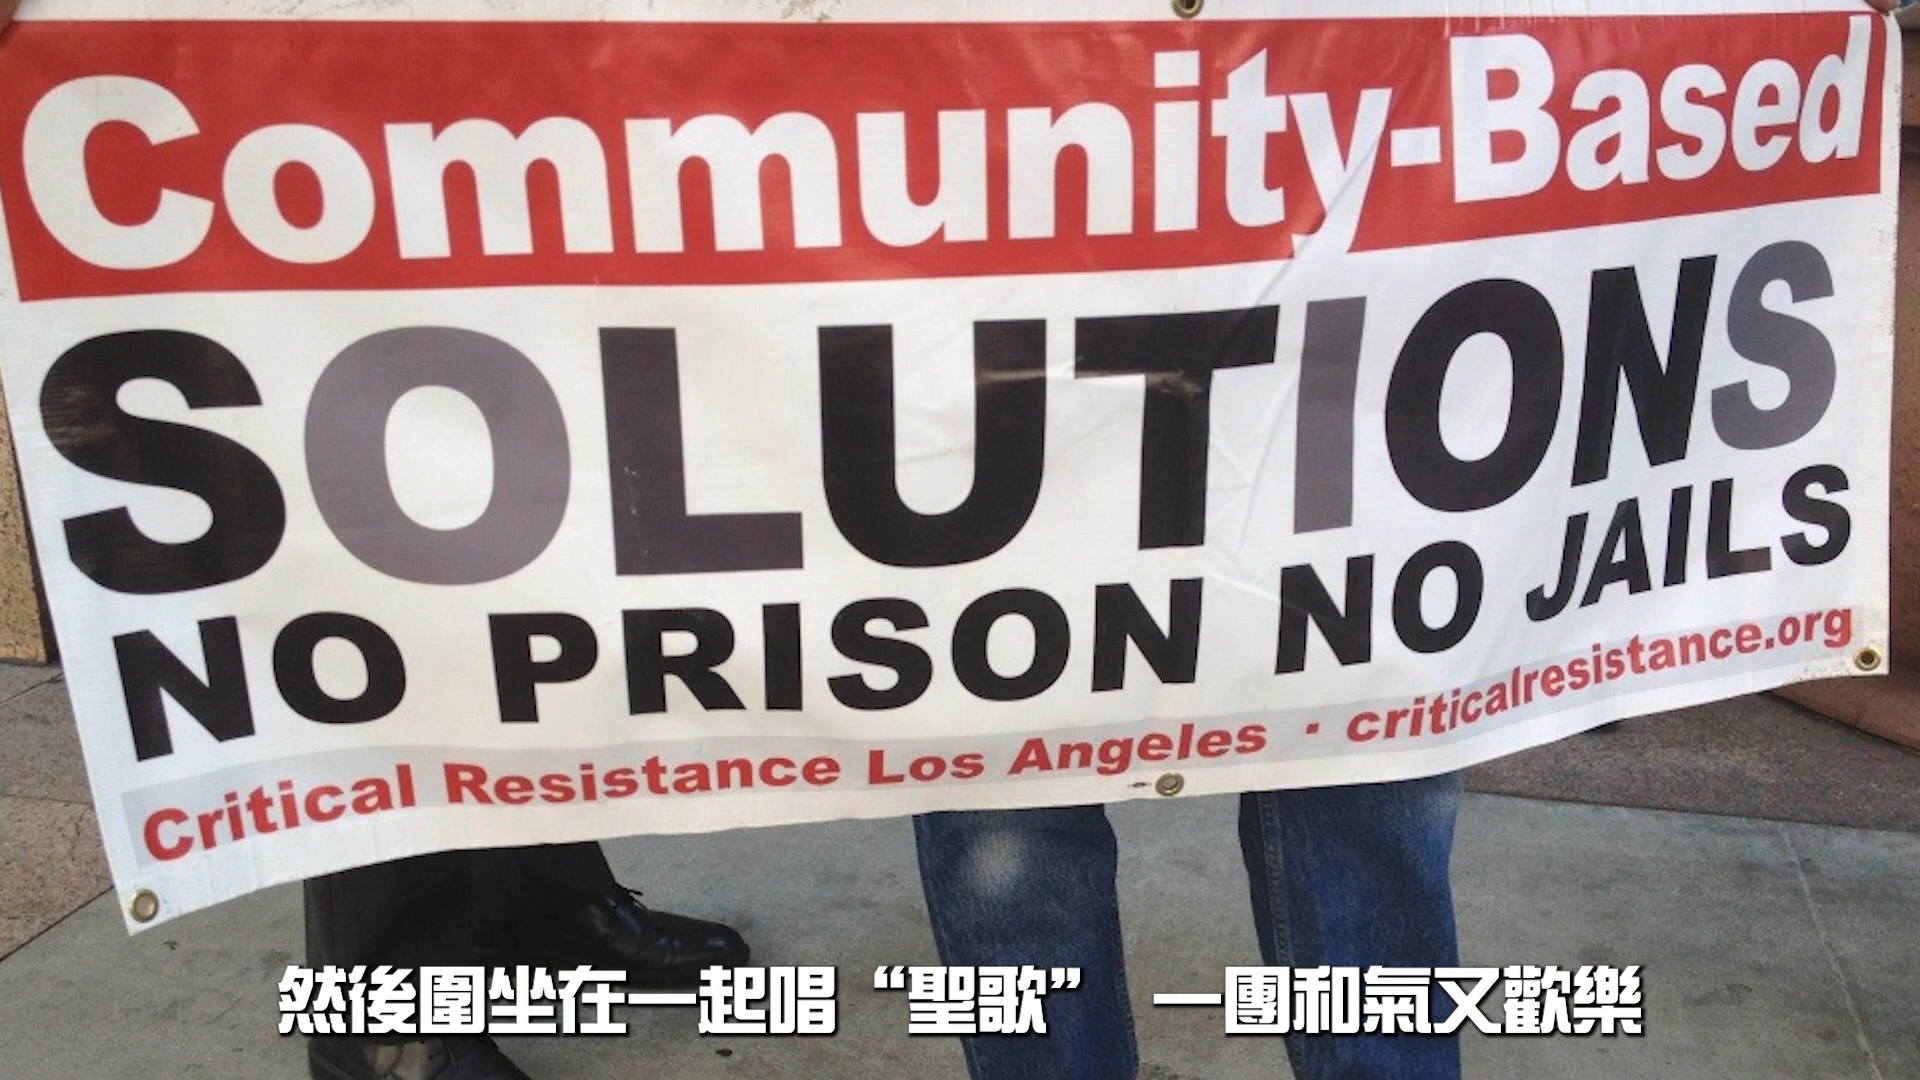 Community-Based
SOLUTIONS
NO PRISON NO JAILS
Critical Resistance Los Angeles · criticalresistance.org
然後圍坐在一起唱“聖歌” 一團和氣又歡樂